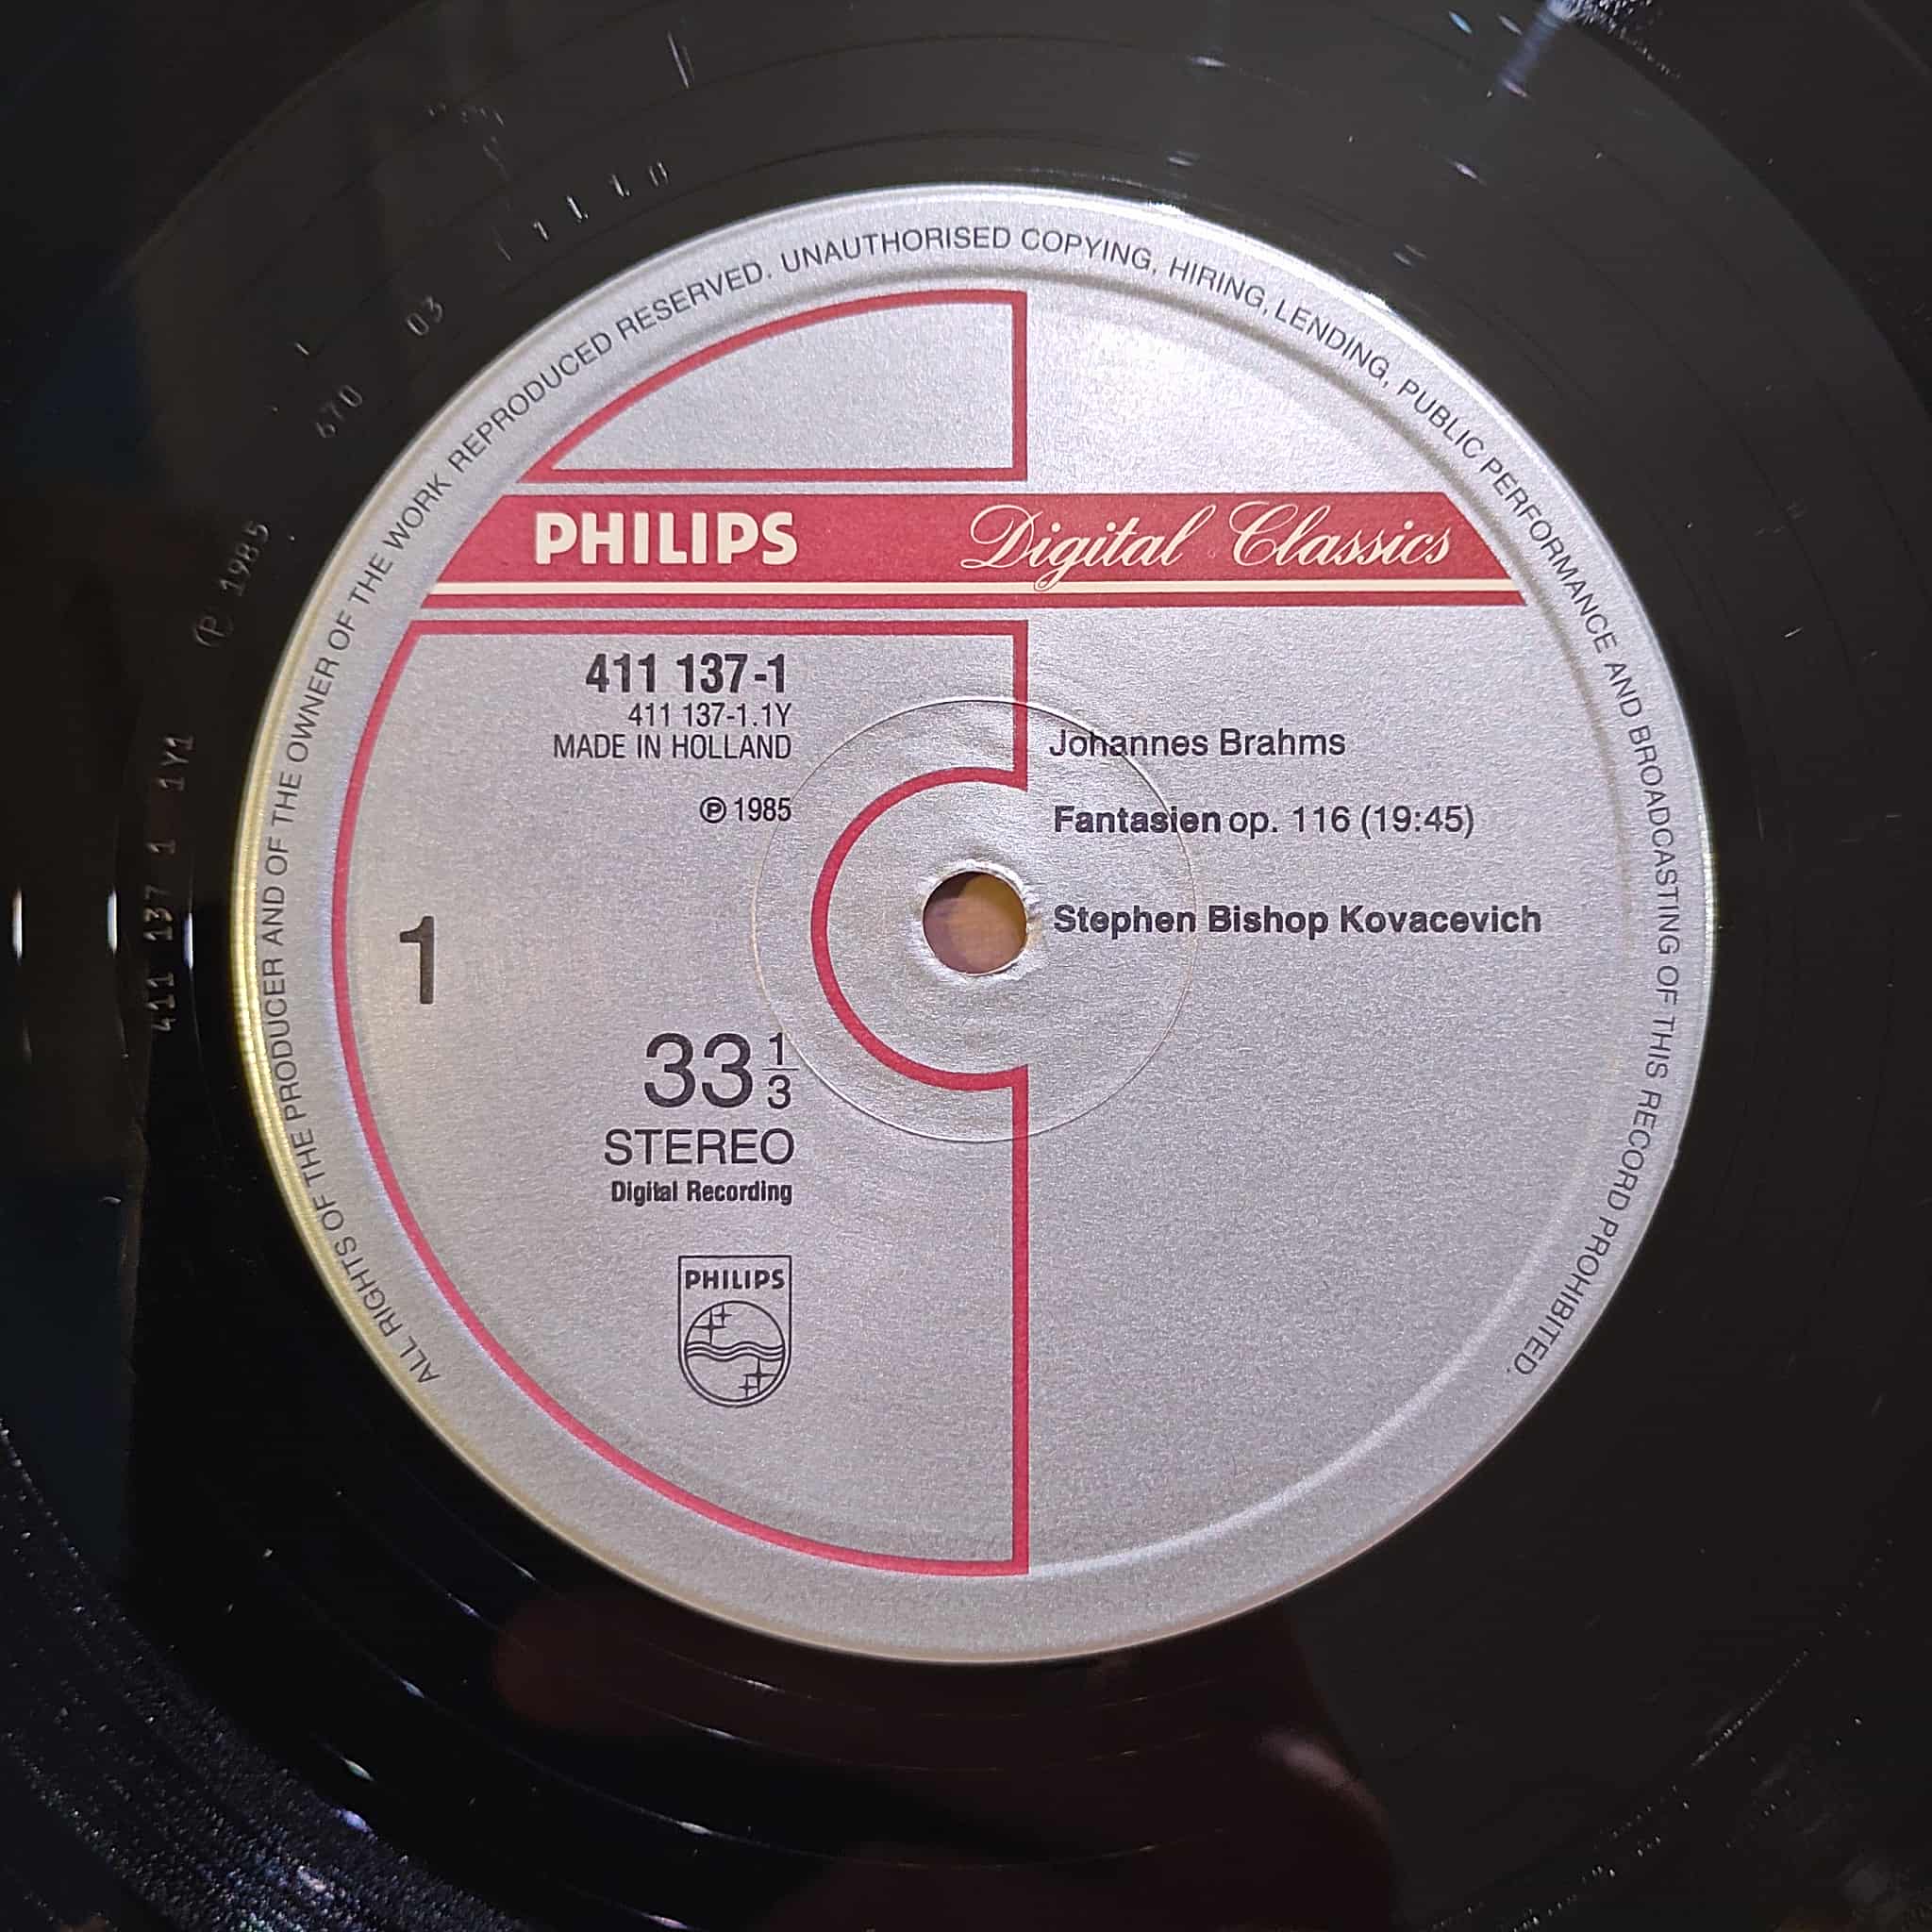 ALL RIGHTS OF THE PRODUCER AND OF THE OWNER OF THE WORK REPRODUCED RESERVED. UNAUTHORISED COPYING, HIRING, LENDING, PUBLIC PERFORMANCE AND BROADCASTING OF THIS RECORD PROHIBITED.
PHILIPS Digital Classics
411 137-1
411 137-1.1Y
MADE IN HOLLAND
℗ 1985
1
33 1/3
STEREO
Digital Recording
PHILIPS
Johannes Brahms
Fantasien op. 116 (19:45)
Stephen Bishop Kovacevich
411 137 1 1Y1 ℗ 1985 670 03